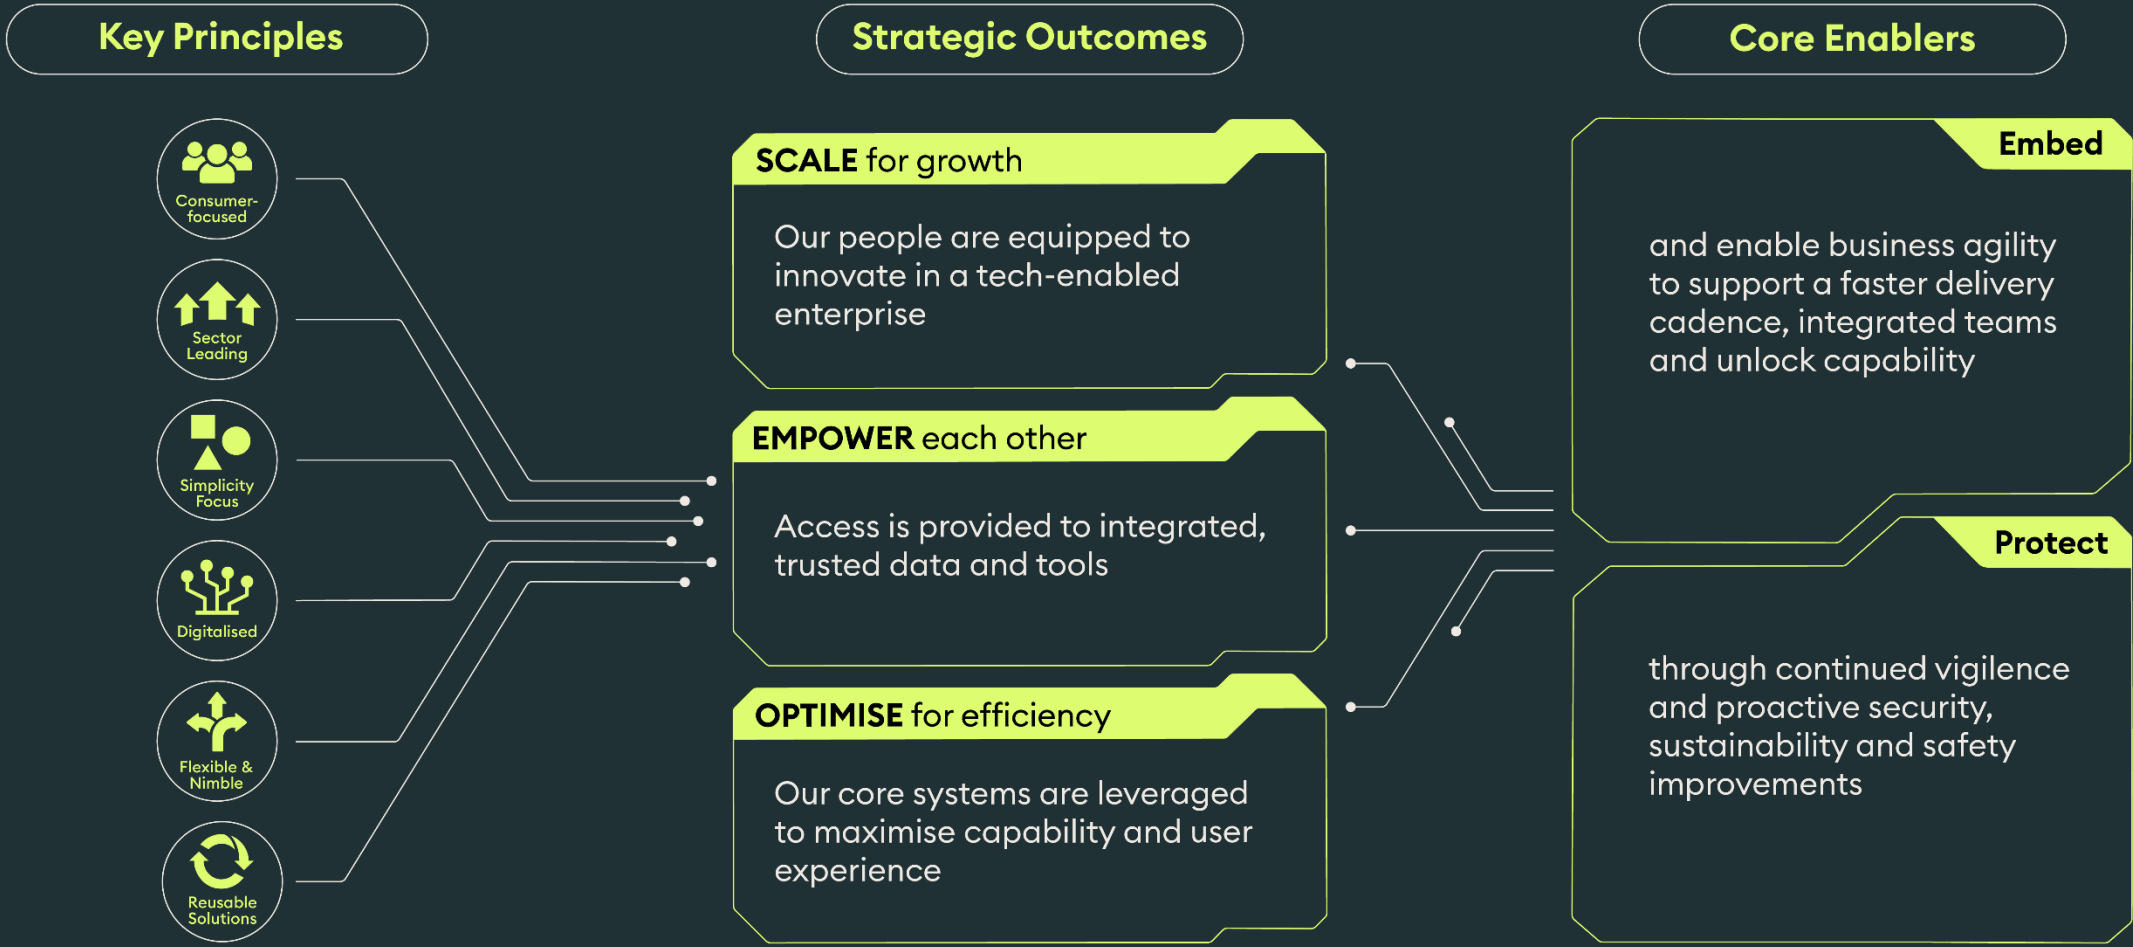 Key Principles
Consumer-
focused
Sector
Leading
Simplicity
Focus
Digitalised
Flexible &
Nimble
Reusable
Solutions
Strategic Outcomes
SCALE for growth
Our people are equipped to
innovate in a tech-enabled
enterprise
EMPOWER each other
Access is provided to integrated,
trusted data and tools
OPTIMISE for efficiency
Our core systems are leveraged
to maximise capability and user
experience
Core Enablers
Embed
and enable business agility
to support a faster delivery
cadence, integrated teams
and unlock capability
Protect
through continued vigilence
and proactive security,
sustainability and safety
improvements